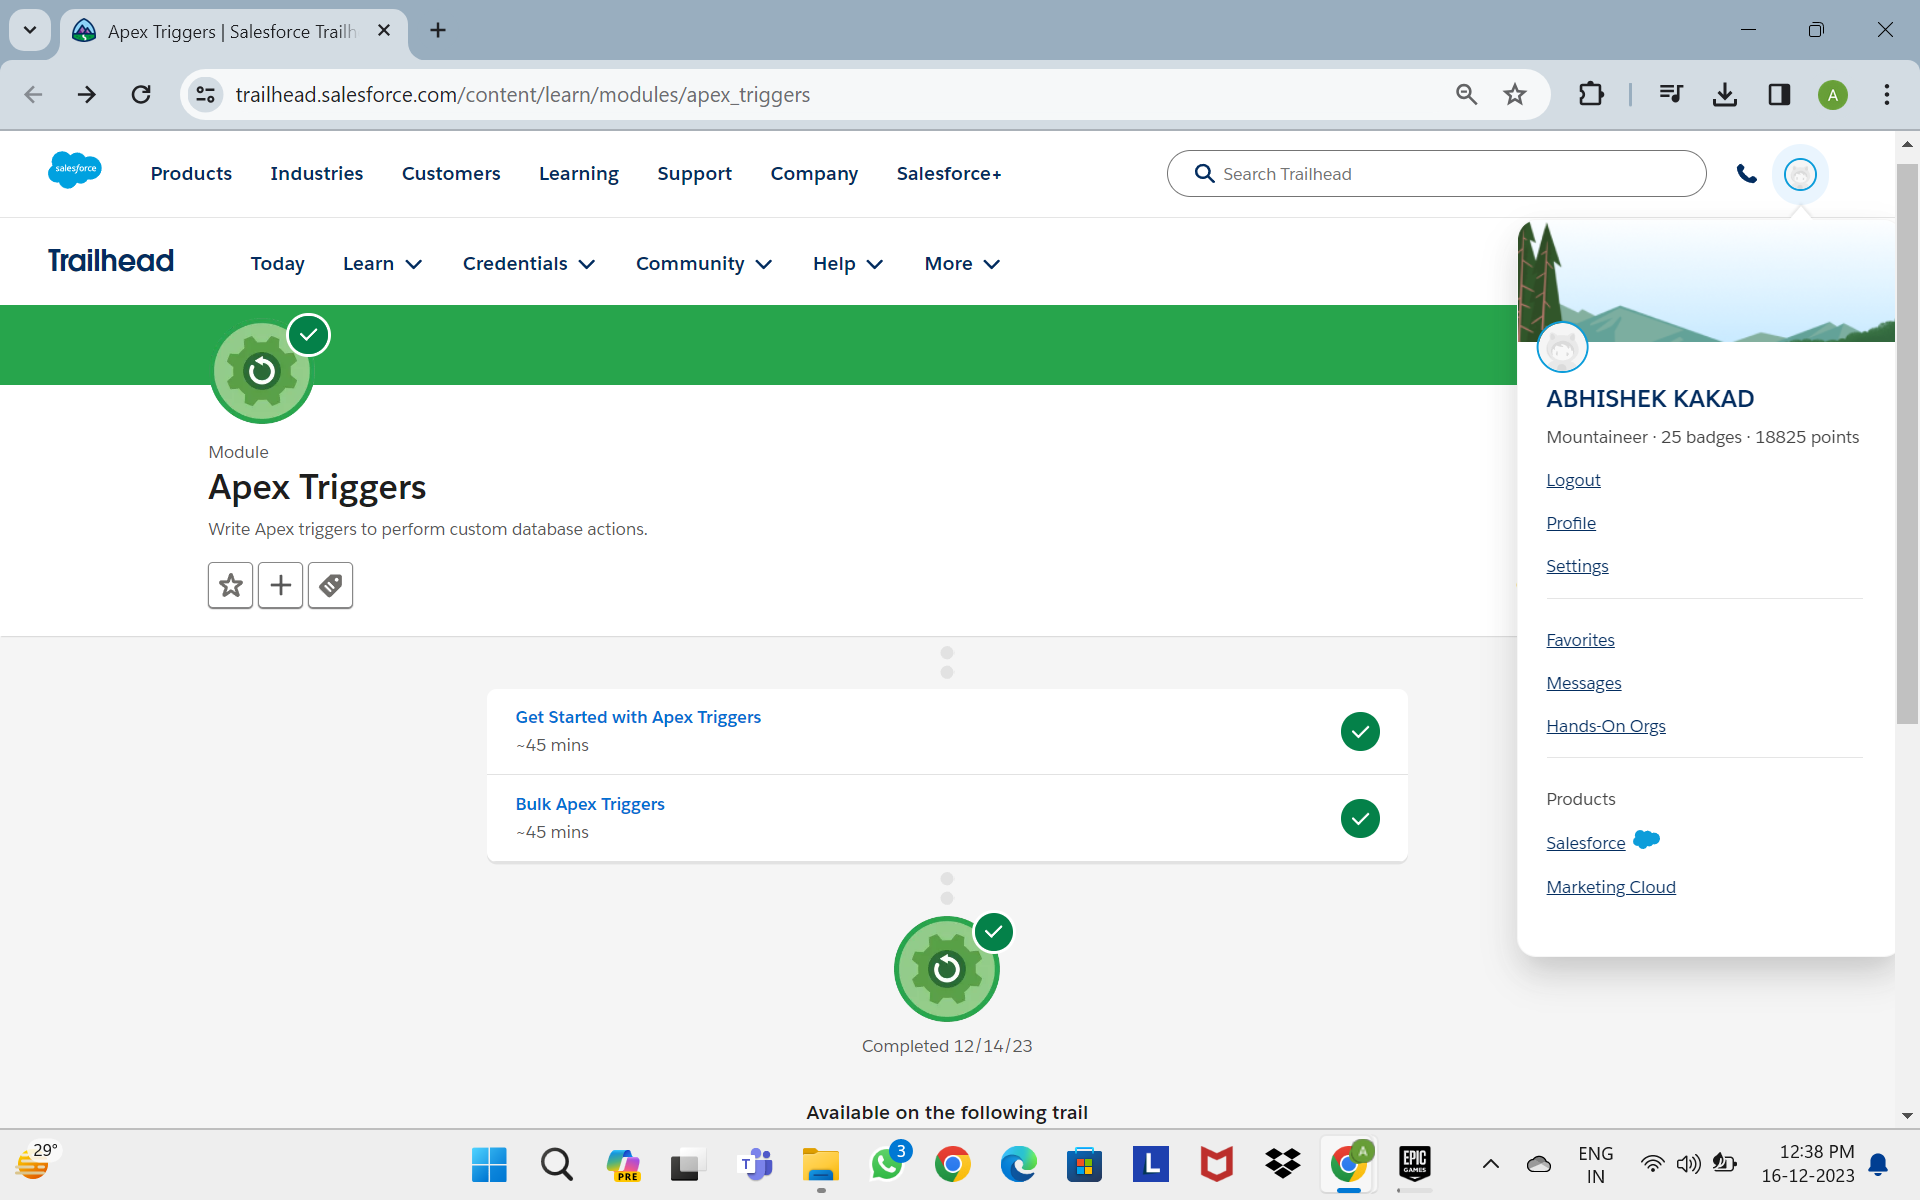 Apex Triggers | Salesforce Trailh
trailhead.salesforce.com/content/learn/modules/apex_triggers
A
salesforce
Products
Industries
Customers
Learning
Support
Company
Salesforce+
Search Trailhead
Trailhead
Today
Learn
Credentials
Community
Help
More
Module
Apex Triggers
Write Apex triggers to perform custom database actions.
Get Started with Apex Triggers
~45 mins
Bulk Apex Triggers
~45 mins
Completed 12/14/23
Available on the following trail
ABHISHEK KAKAD
Mountaineer · 25 badges · 18825 points
Logout
Profile
Settings
Favorites
Messages
Hands-On Orgs
Products
Salesforce
Marketing Cloud
29°
PRE
T
3
L
A
EPIC
GAMES
ENG
IN
12:38 PM
16-12-2023